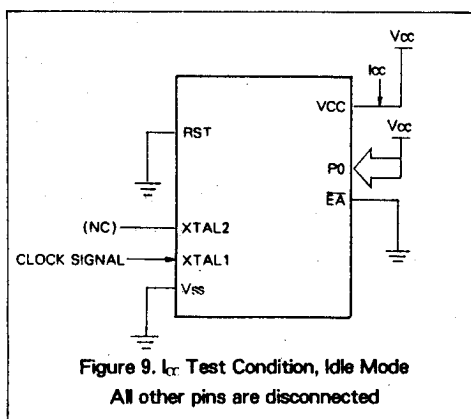 Vcc
Icc
VCC
Vcc
RST
P0
EA
(NC)
XTAL2
CLOCK SIGNAL
XTAL1
Vss
Figure 9. Icc Test Condition, Idle Mode
All other pins are disconnected